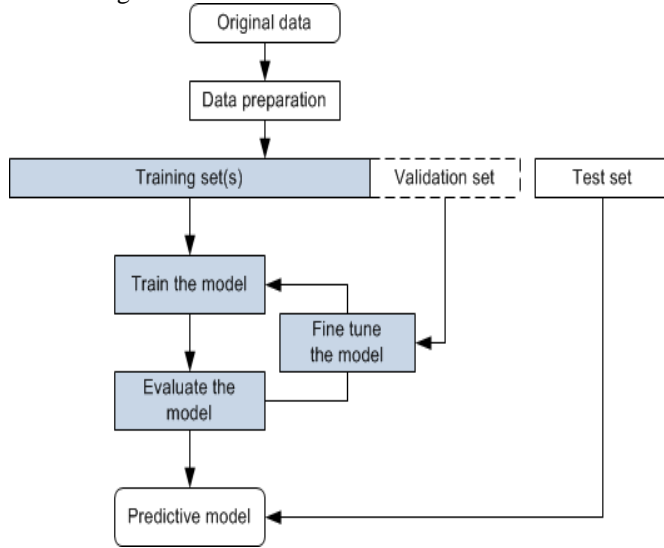 Original data
Data preparation
Training set(s)
Validation set
Test set
Train the model
Fine tune
the model
Evaluate the
model
Predictive model